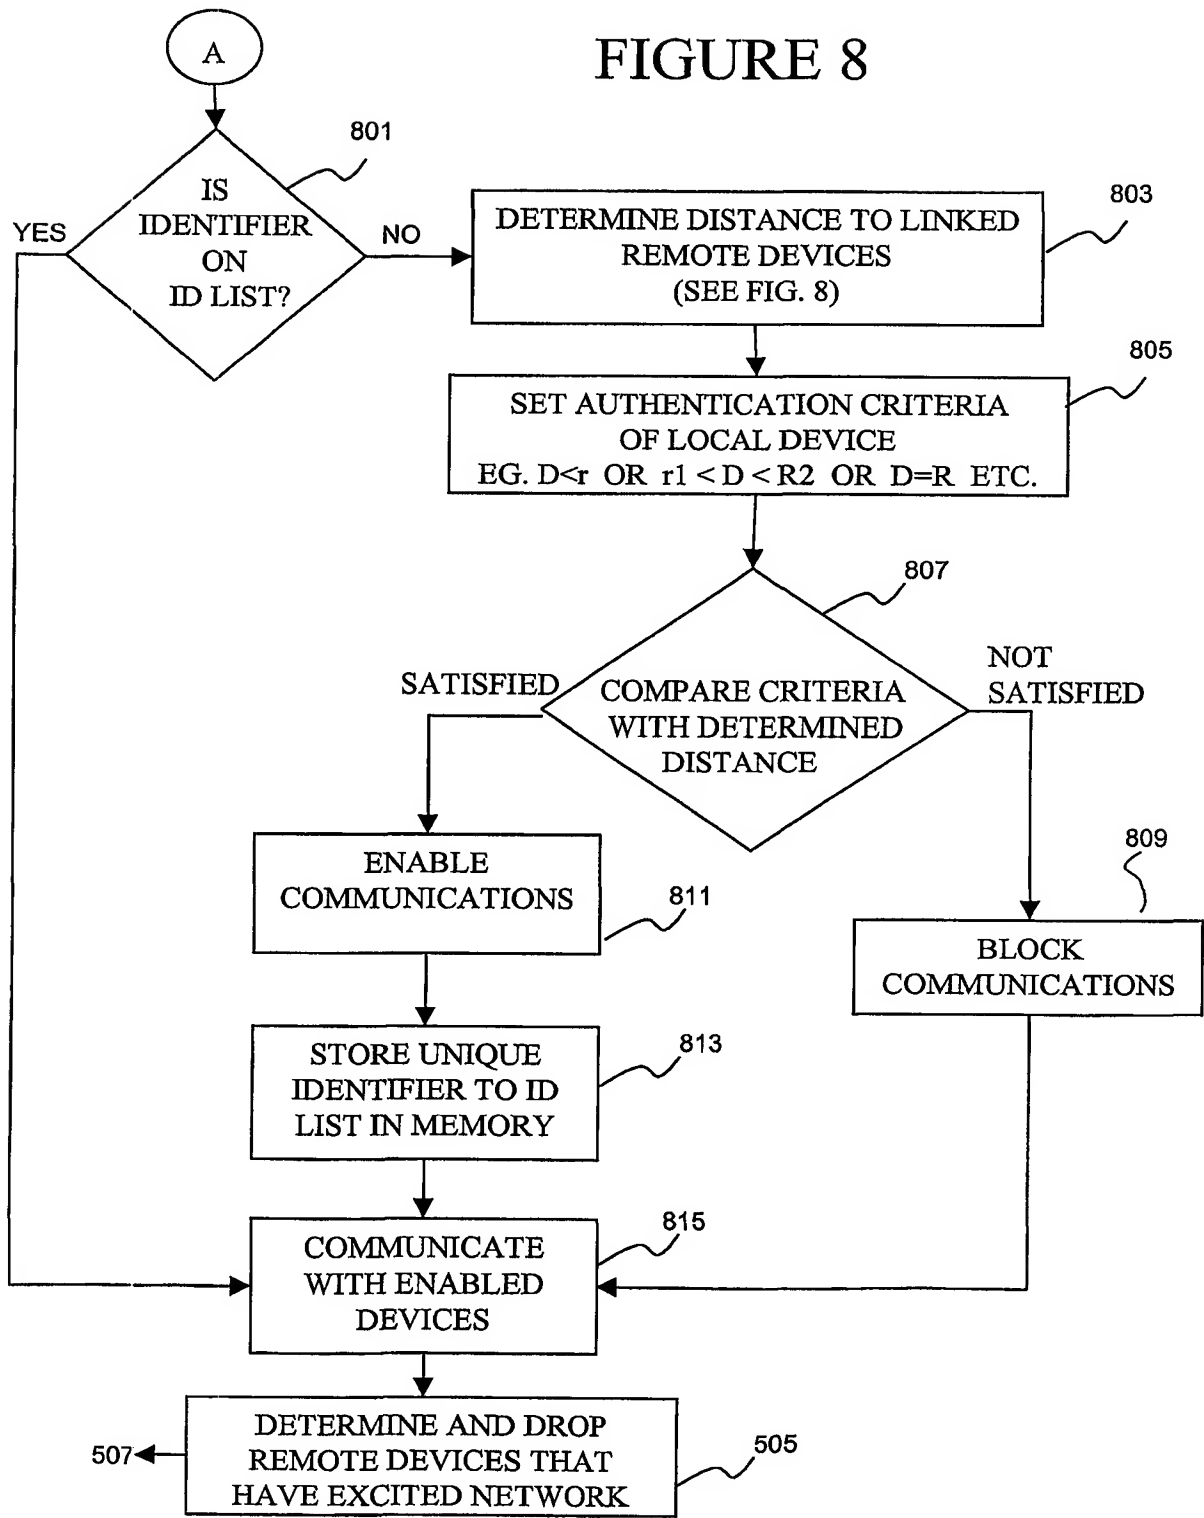 FIGURE 8
A
801
IS
IDENTIFIER
ON
ID LIST?
YES
NO
803
DETERMINE DISTANCE TO LINKED
REMOTE DEVICES
(SEE FIG. 8)
805
SET AUTHENTICATION CRITERIA
OF LOCAL DEVICE
EG. D<r OR r1 < D < R2 OR D=R ETC.
807
COMPARE CRITERIA
WITH DETERMINED
DISTANCE
SATISFIED
NOT
SATISFIED
ENABLE
COMMUNICATIONS
811
809
BLOCK
COMMUNICATIONS
STORE UNIQUE
IDENTIFIER TO ID
LIST IN MEMORY
813
COMMUNICATE
WITH ENABLED
DEVICES
815
DETERMINE AND DROP
REMOTE DEVICES THAT
HAVE EXCITED NETWORK
507
505